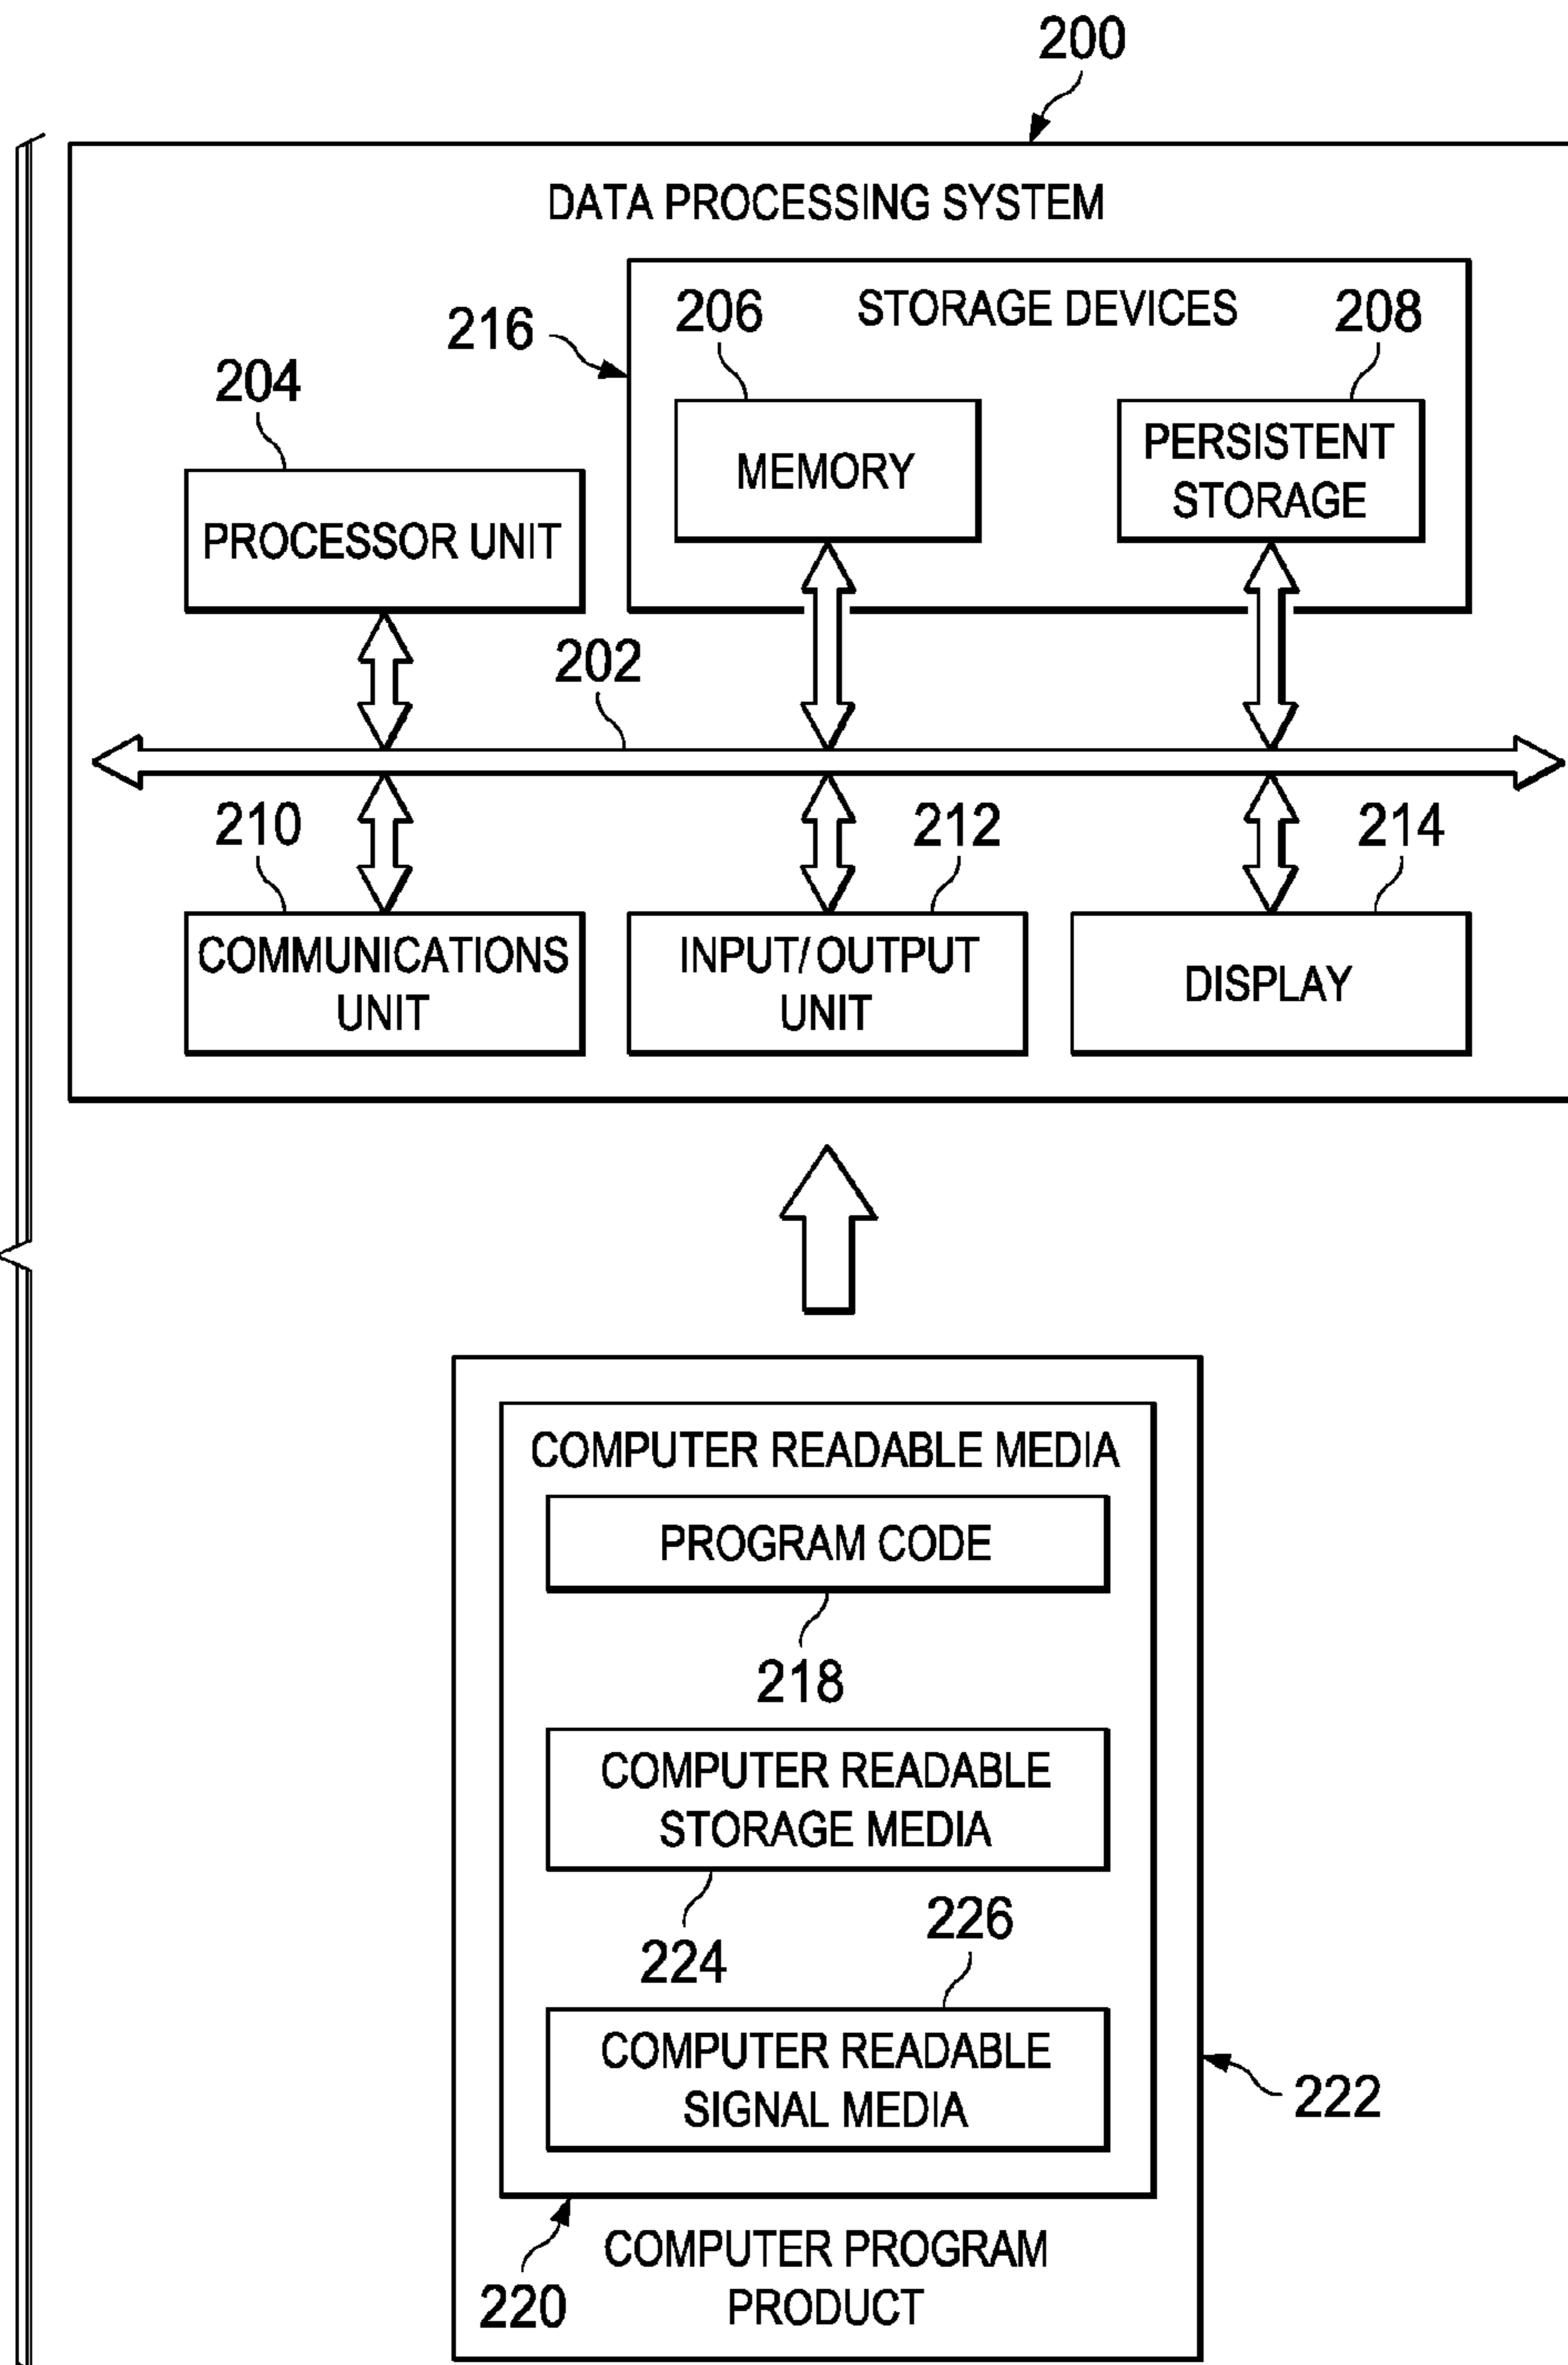 200
DATA PROCESSING SYSTEM
216
206
STORAGE DEVICES
208
204
MEMORY
PERSISTENT
STORAGE
PROCESSOR UNIT
202
210
212
214
COMMUNICATIONS
UNIT
INPUT/OUTPUT
UNIT
DISPLAY
COMPUTER READABLE MEDIA
PROGRAM CODE
218
COMPUTER READABLE
STORAGE MEDIA
224
226
COMPUTER READABLE
SIGNAL MEDIA
222
220
COMPUTER PROGRAM
PRODUCT